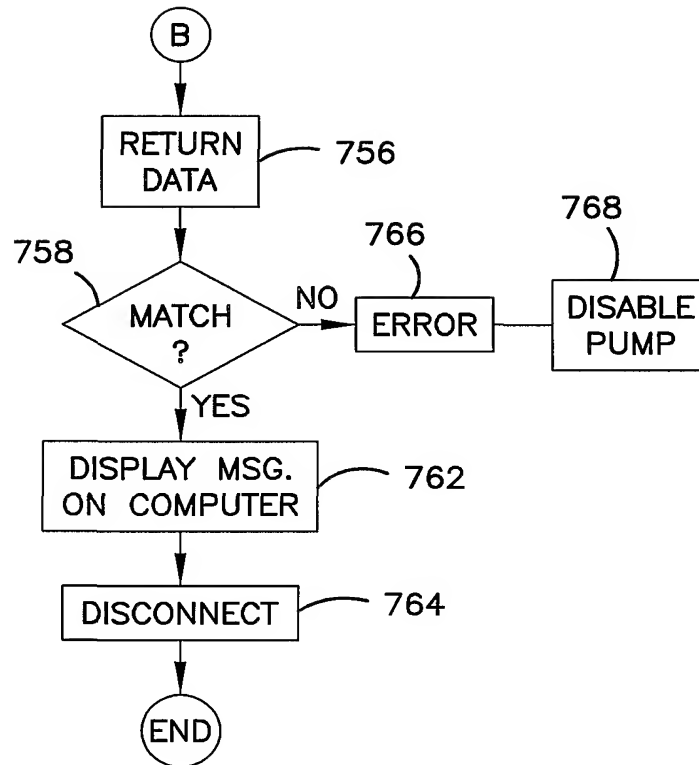 B
RETURN
DATA
756
758
MATCH
?
NO
766
ERROR
768
DISABLE
PUMP
YES
DISPLAY MSG.
ON COMPUTER
762
DISCONNECT
764
END